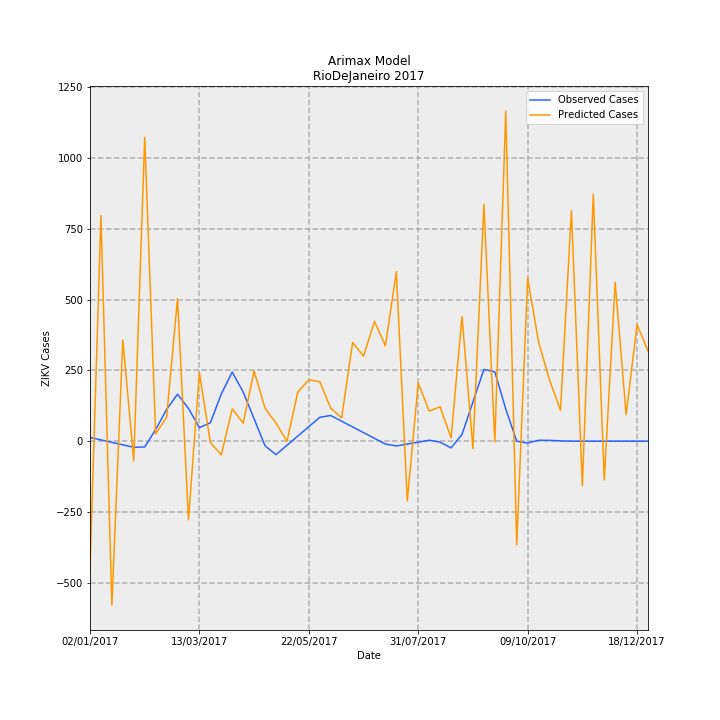 Arimax Model
RioDeJaneiro 2017
Observed Cases
Predicted Cases
1250
1000
750
500
250
0
−250
−500
ZIKV Cases
02/01/2017
13/03/2017
22/05/2017
31/07/2017
09/10/2017
18/12/2017
Date